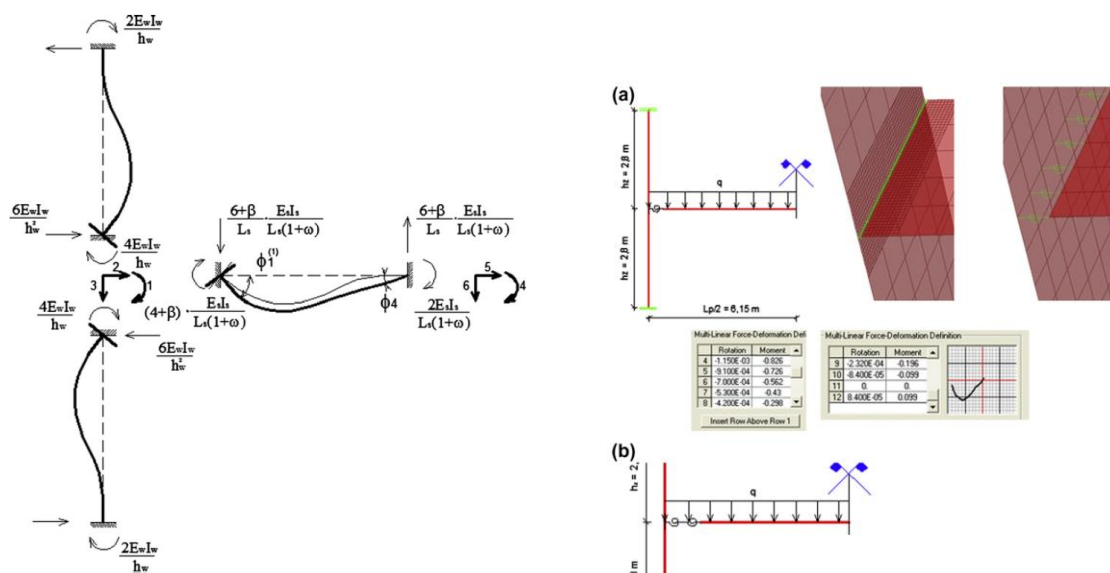 2EwIw
hw
6EwIw
h²w
4EwIw
hw
2
3
1
4EwIw
hw
6EwIw
h²w
2EwIw
hw
6+β / Ls · EsIs / Ls(1+ω)
6+β / Ls · EsIs / Ls(1+ω)
ϕ1⁽¹⁾
ϕ4
(4+β) · EsIs / Ls(1+ω)
2EsIs / Ls(1+ω)
5
6
4
(a)
hz = 2,8 m
hz = 2,8 m
q
Lp/2 = 6,15 m
Multi-Linear Force-Deformation Defi
Rotation Moment
4 -1.150E-03 -0.826
5 -9.100E-04 -0.726
6 -7.000E-04 -0.562
7 -5.300E-04 -0.43
8 -4.200E-04 -0.298
Insert Row Above Row 1
Multi-Linear Force-Deformation Definition
Rotation Moment
9 -2.320E-04 -0.196
10 -8.400E-05 -0.099
11 0. 0.
12 8.400E-05 0.099
(b)
hz = 2,
q
m